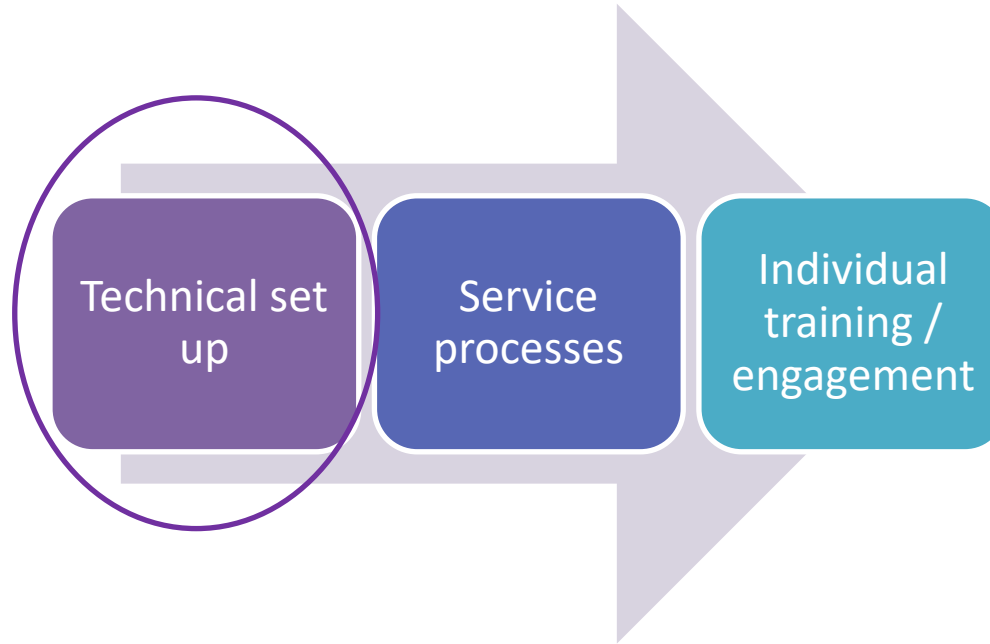 Technical set
up
Service
processes
Individual
training /
engagement